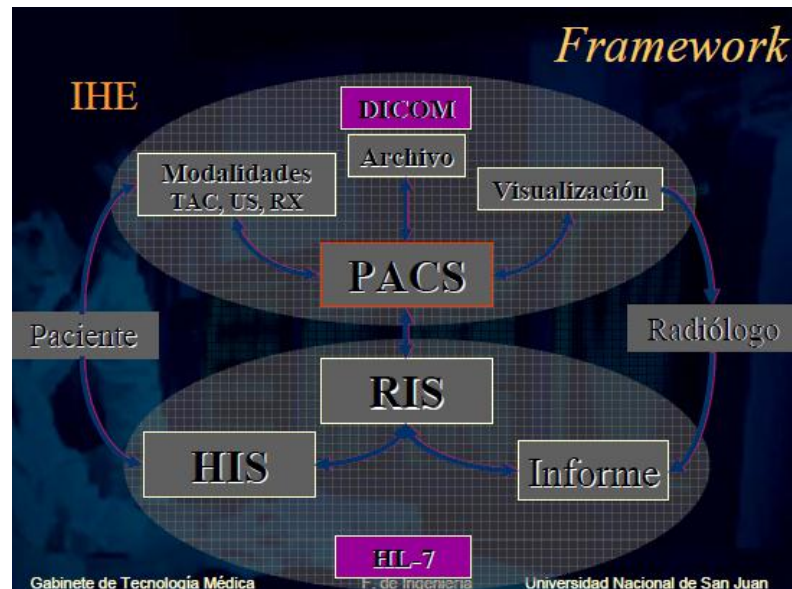 Framework
IHE
DICOM
Archivo
Modalidades
TAC, US, RX
Visualización
PACS
Paciente
Radiólogo
RIS
HIS
Informe
HL-7
Gabinete de Tecnología Médica
F. de Ingeniería
Universidad Nacional de San Juan